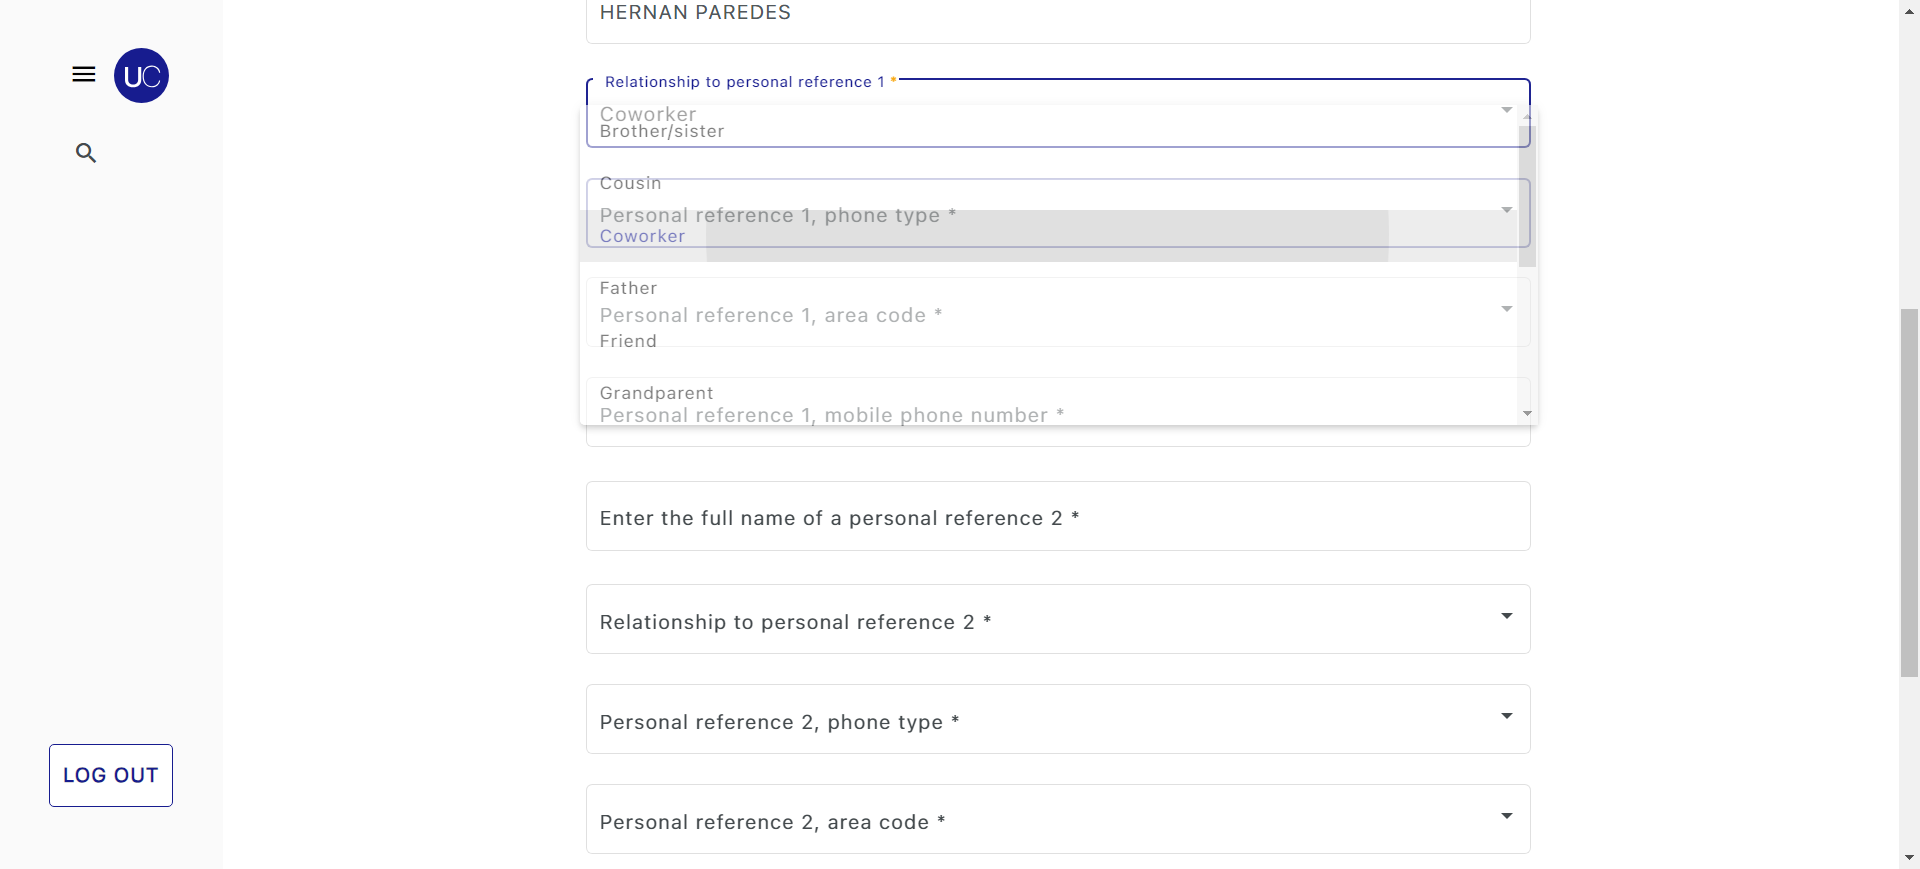 HERNAN PAREDES
UC
Relationship to personal reference 1 *
Coworker
Brother/sister
Cousin
Personal reference 1, phone type *
Coworker
Father
Personal reference 1, area code *
Friend
Grandparent
Personal reference 1, mobile phone number *
Enter the full name of a personal reference 2 *
Relationship to personal reference 2 *
Personal reference 2, phone type *
LOG OUT
Personal reference 2, area code *